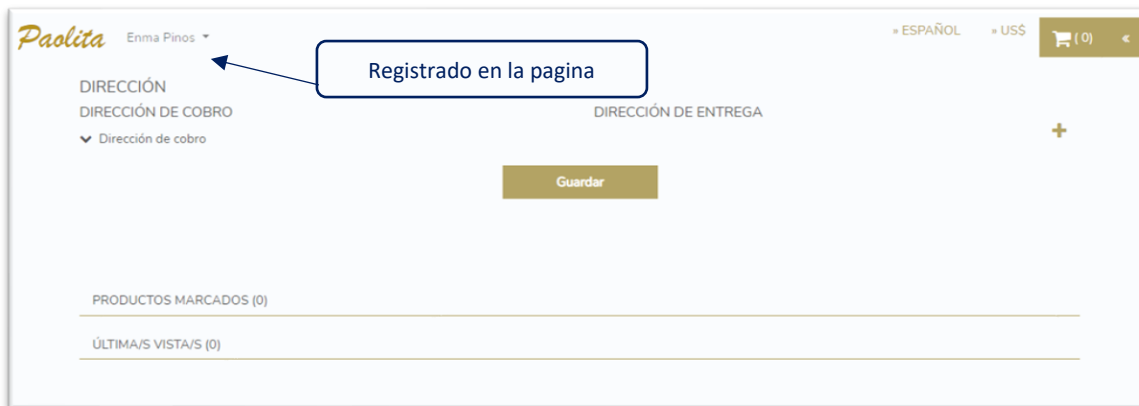 Paolita Enma Pinos » ESPAÑOL » US$ ( 0) «
Registrado en la pagina
DIRECCIÓN
DIRECCIÓN DE COBRO DIRECCIÓN DE ENTREGA
Dirección de cobro +
Guardar
PRODUCTOS MARCADOS (0)
ÚLTIMA/S VISTA/S (0)